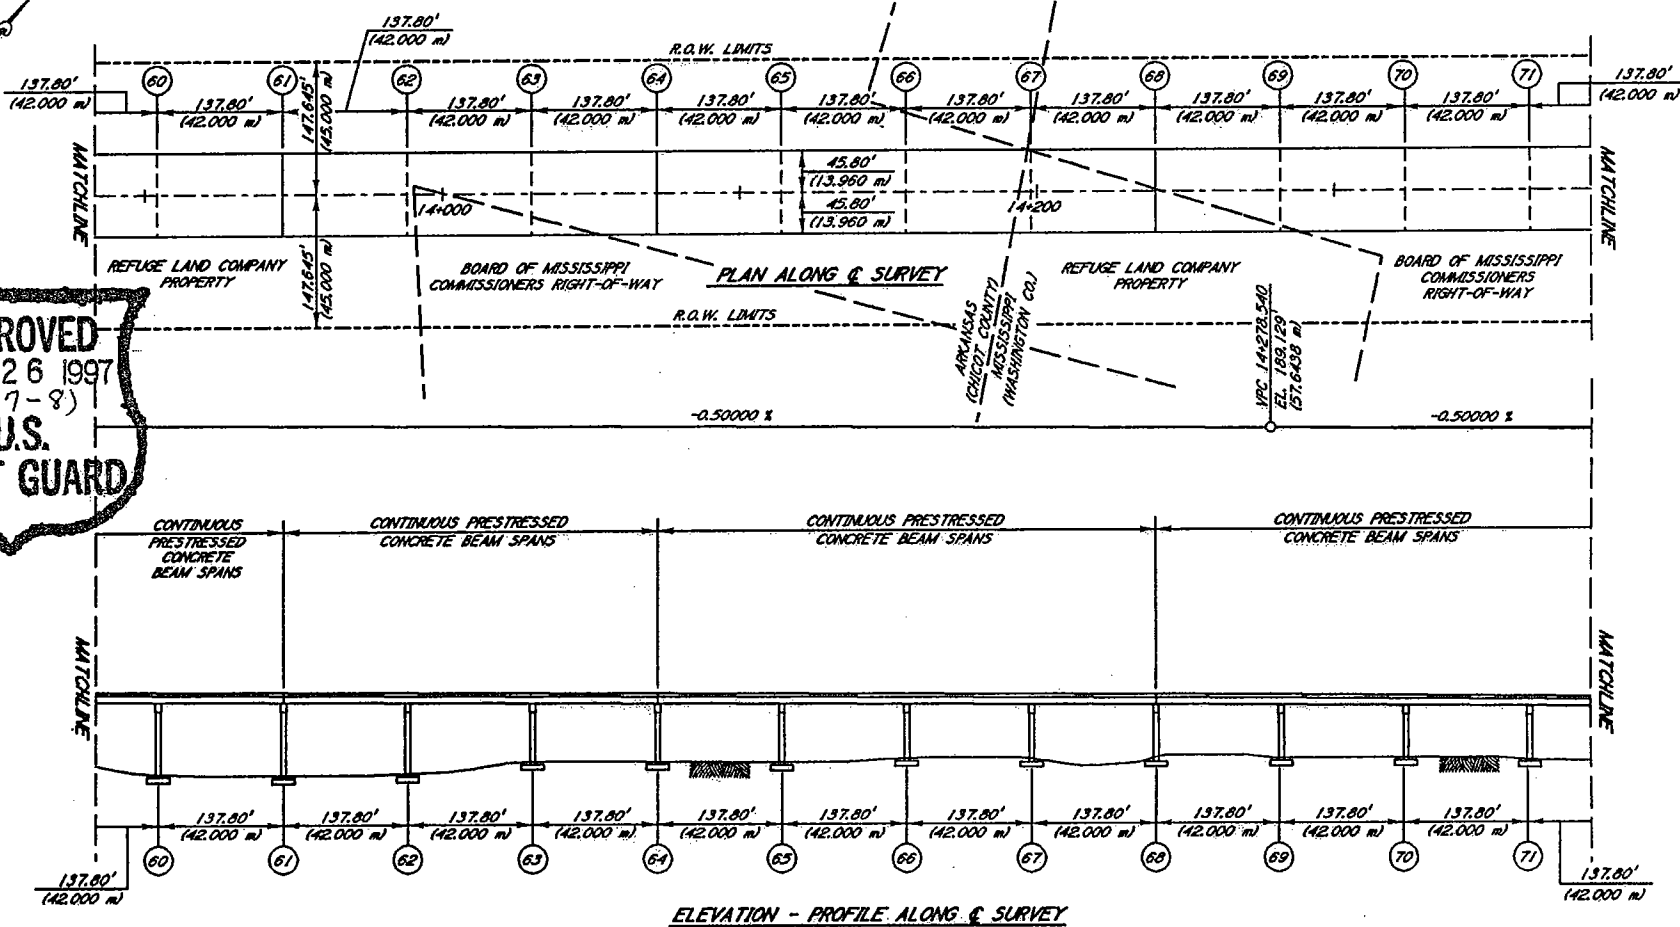 137.80'
(42.000 m)
R.O.W. LIMITS
137.80'
(42.000 m)
60 61 62 63 64 65 66 67 68 69 70 71
137.80'
(42.000 m)
137.80' 137.80' 137.80' 137.80' 137.80' 137.80' 137.80' 137.80' 137.80' 137.80'
(42.000 m) (42.000 m) (42.000 m) (42.000 m) (42.000 m) (42.000 m) (42.000 m) (42.000 m) (42.000 m) (42.000 m)
147.645'
(45.000 m)
MATCHLINE
MATCHLINE
45.80'
(13.960 m)
45.80'
(13.960 m)
14+000
14+200
147.645'
(45.000 m)
REFUGE LAND COMPANY
PROPERTY
BOARD OF MISSISSIPPI
COMMISSIONERS RIGHT-OF-WAY
PLAN ALONG ℄ SURVEY
REFUGE LAND COMPANY
PROPERTY
BOARD OF MISSISSIPPI
COMMISSIONERS
RIGHT-OF-WAY
R.O.W. LIMITS
ARKANSAS
(CHICOT COUNTY)
MISSISSIPPI
(WASHINGTON CO.)
VPC 14+278.540
EL. 189.129'
(57.6438 m)
ROVED
26 1997
7-8)
U.S.
T GUARD
-0.50000 %
-0.50000 %
CONTINUOUS
PRESTRESSED
CONCRETE
BEAM SPANS
CONTINUOUS PRESTRESSED
CONCRETE BEAM SPANS
CONTINUOUS PRESTRESSED
CONCRETE BEAM SPANS
CONTINUOUS PRESTRESSED
CONCRETE BEAM SPANS
MATCHLINE
MATCHLINE
137.80' 137.80' 137.80' 137.80' 137.80' 137.80' 137.80' 137.80' 137.80' 137.80' 137.80'
(42.000 m) (42.000 m) (42.000 m) (42.000 m) (42.000 m) (42.000 m) (42.000 m) (42.000 m) (42.000 m) (42.000 m) (42.000 m)
60 61 62 63 64 65 66 67 68 69 70 71
137.80'
(42.000 m)
137.80'
(42.000 m)
ELEVATION - PROFILE ALONG ℄ SURVEY